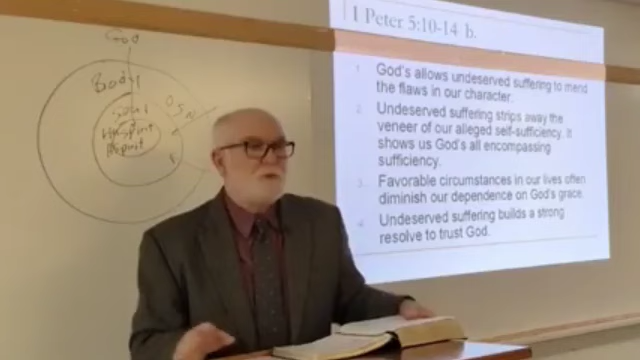 1 Peter 5:10-14 b.
1. God's allows undeserved suffering to mend
the flaws in our character.
2. Undeserved suffering strips away the
veneer of our alleged self-sufficiency. It
shows us God's all encompassing
sufficiency.
3. Favorable circumstances in our lives often
diminish our dependence on God's grace.
4. Undeserved suffering builds a strong
resolve to trust God.
God
Body
Soul